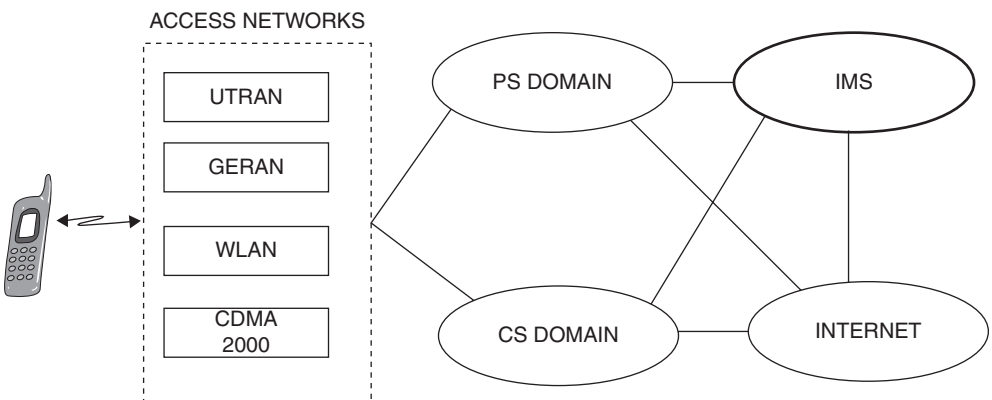 ACCESS NETWORKS
UTRAN
GERAN
WLAN
CDMA
2000
PS DOMAIN
IMS
CS DOMAIN
INTERNET